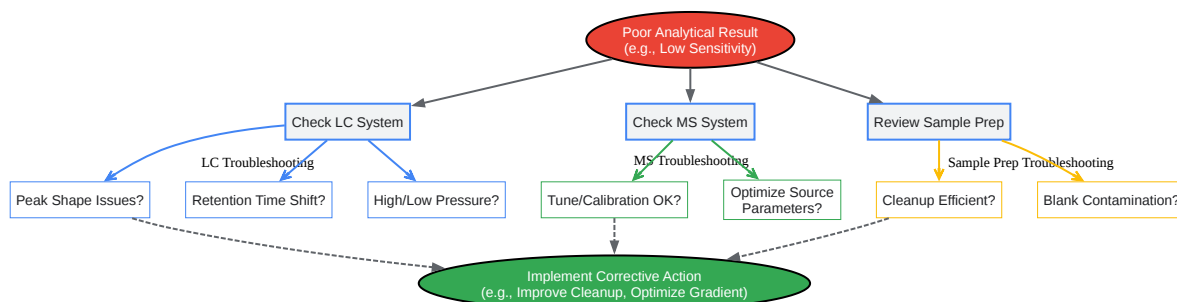 Poor Analytical Result
(e.g., Low Sensitivity)
Check LC System
Check MS System
Review Sample Prep
LC Troubleshooting
MS Troubleshooting
Sample Prep Troubleshooting
Peak Shape Issues?
Retention Time Shift?
High/Low Pressure?
Tune/Calibration OK?
Optimize Source
Parameters?
Cleanup Efficient?
Blank Contamination?
Implement Corrective Action
(e.g., Improve Cleanup, Optimize Gradient)